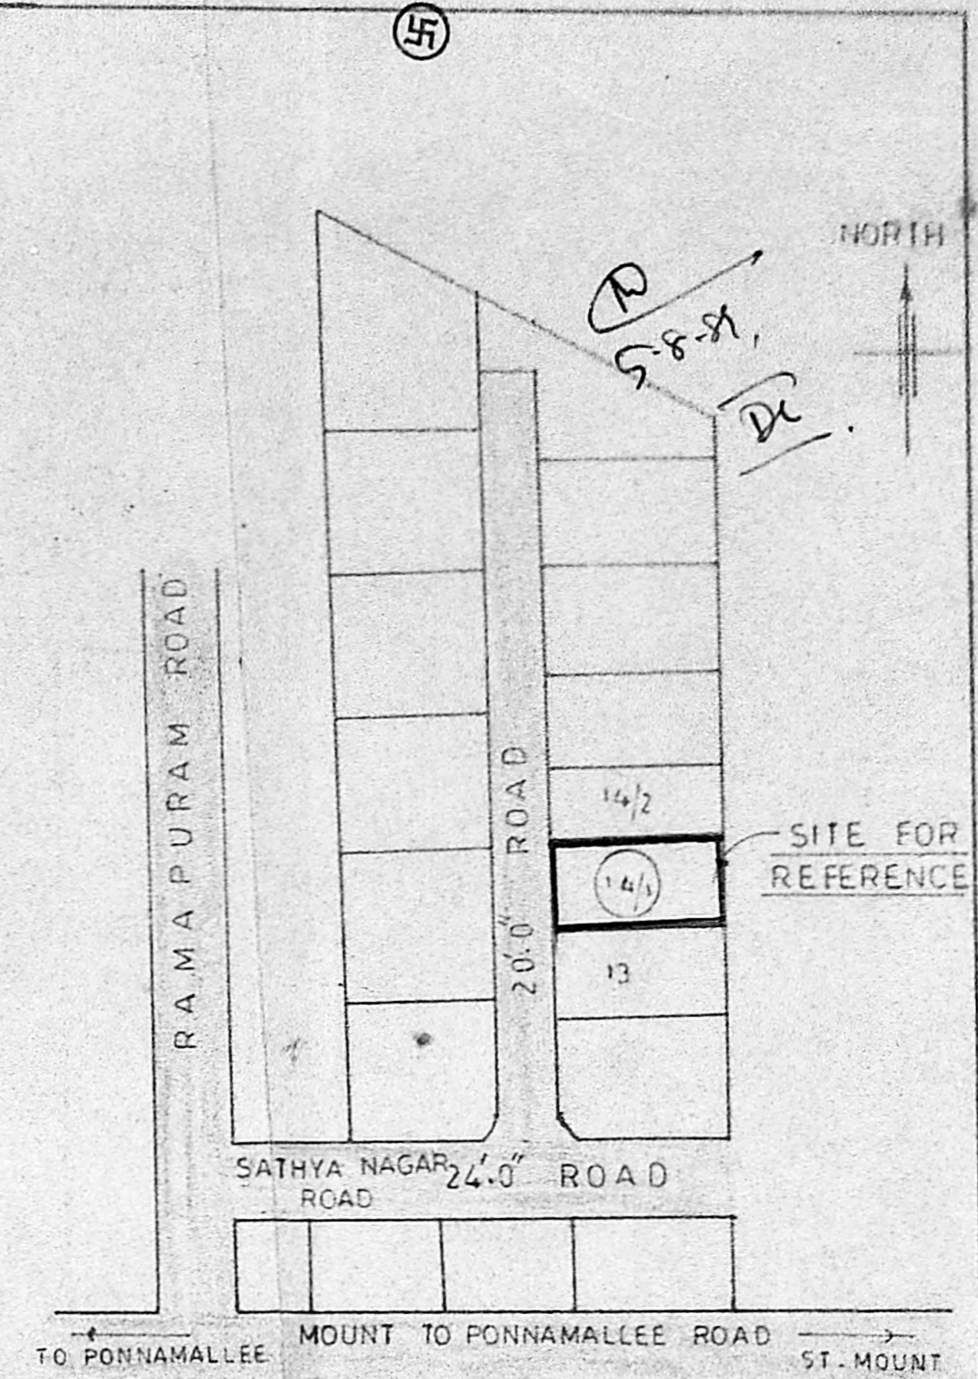 卐
NORTH
5-8-81.
14/2
SITE FOR
REFERENCE
14/1
13
RAMAPURAM ROAD
20'.0" ROAD
SATHYA NAGAR
ROAD
24'.0" ROAD
MOUNT TO PONNAMALLEE ROAD
TO PONNAMALLEE
ST. MOUNT